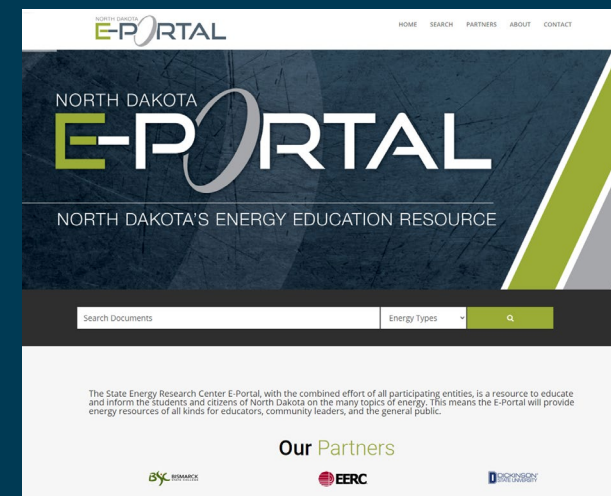 NORTH DAKOTA
E-PORTAL
HOME SEARCH PARTNERS ABOUT CONTACT
NORTH DAKOTA
E-PORTAL
NORTH DAKOTA'S ENERGY EDUCATION RESOURCE
Search Documents
Energy Types
The State Energy Research Center E-Portal, with the combined effort of all participating entities, is a resource to educate
and inform the students and citizens of North Dakota on the many topics of energy. This means the E-Portal will provide
energy resources of all kinds for educators, community leaders, and the general public.
Our Partners
BSC BISMARCK STATE COLLEGE
EERC
D DICKINSON STATE UNIVERSITY